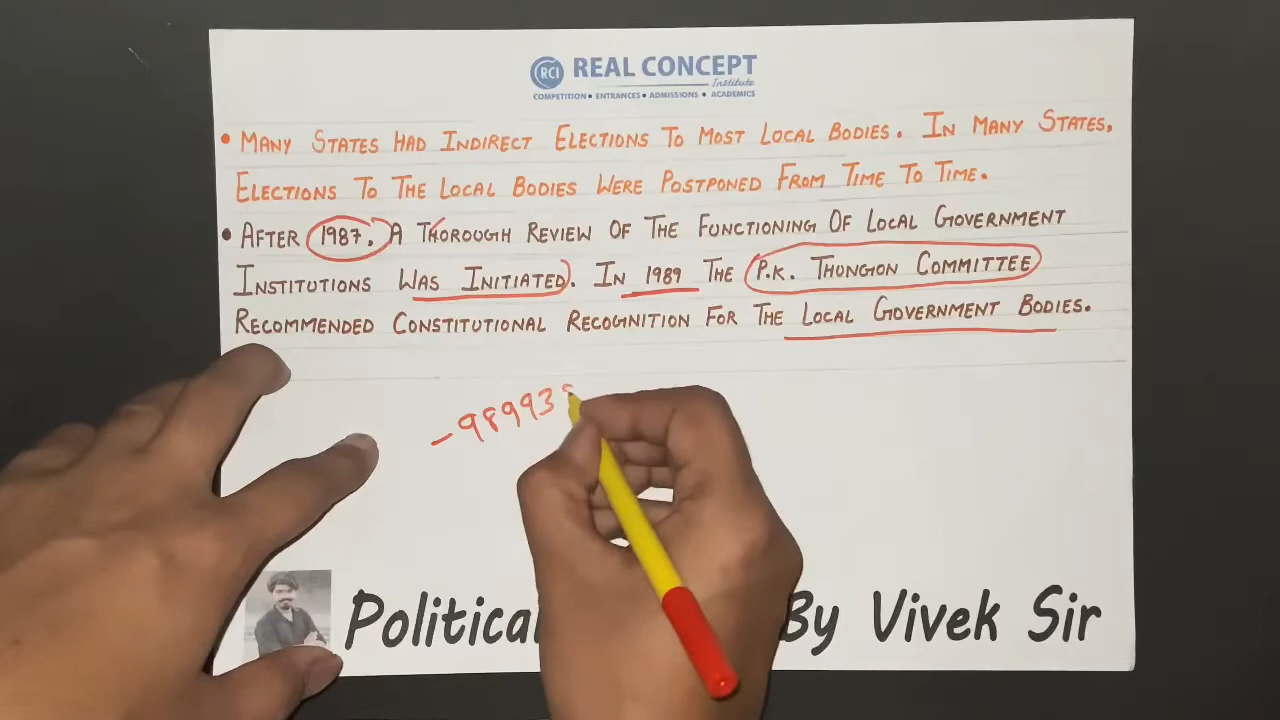 RCI REAL CONCEPT
Institute
COMPETITION • ENTRANCES • ADMISSIONS • ACADEMICS
• MANY STATES HAD INDIRECT ELECTIONS TO MOST LOCAL BODIES. IN MANY STATES,
ELECTIONS TO THE LOCAL BODIES WERE POSTPONED FROM TIME TO TIME.
• AFTER 1987, A THOROUGH REVIEW OF THE FUNCTIONING OF LOCAL GOVERNMENT
INSTITUTIONS WAS INITIATED. IN 1989 THE P.K. THUNGION COMMITTEE
RECOMMENDED CONSTITUTIONAL RECOGNITION FOR THE LOCAL GOVERNMENT BODIES.
- 98993
Political By Vivek Sir